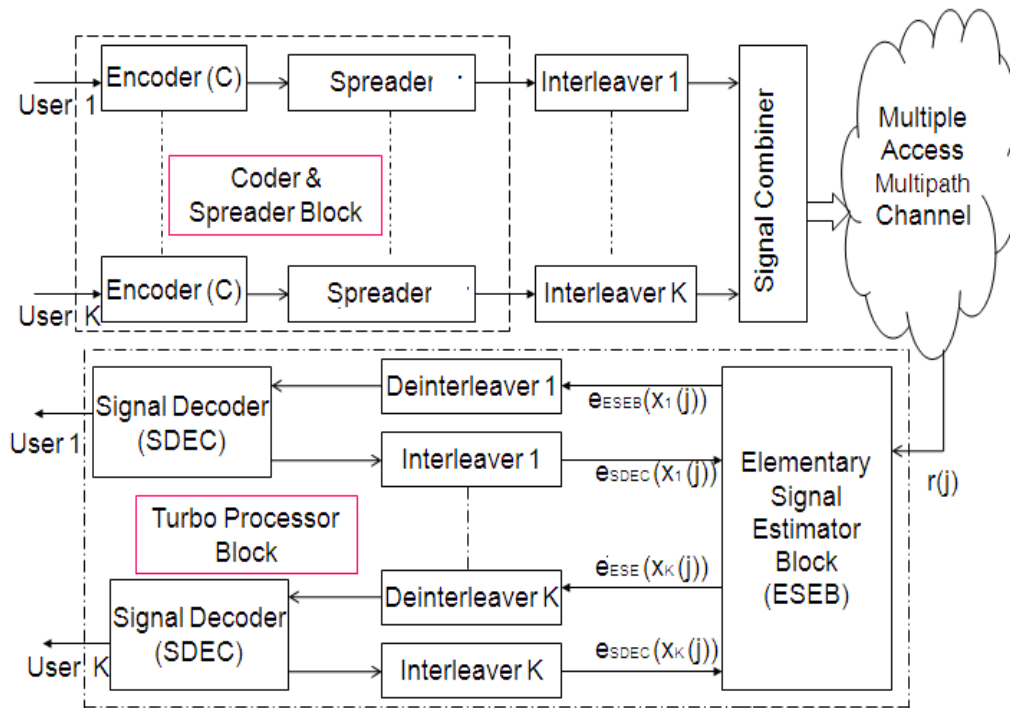 User 1
Encoder (C)
Spreader
Interleaver 1
Coder &
Spreader Block
User K
Encoder (C)
Spreader
Interleaver K
Signal Combiner
Multiple
Access
Multipath
Channel
r(j)
Signal Decoder
(SDEC)
User 1
Deinterleaver 1
eESEB(x1(j))
Interleaver 1
eSDEC(x1(j))
Turbo Processor
Block
Elementary
Signal
Estimator
Block
(ESEB)
Signal Decoder
(SDEC)
User K
Deinterleaver K
eESE(xK(j))
Interleaver K
eSDEC(xK(j))